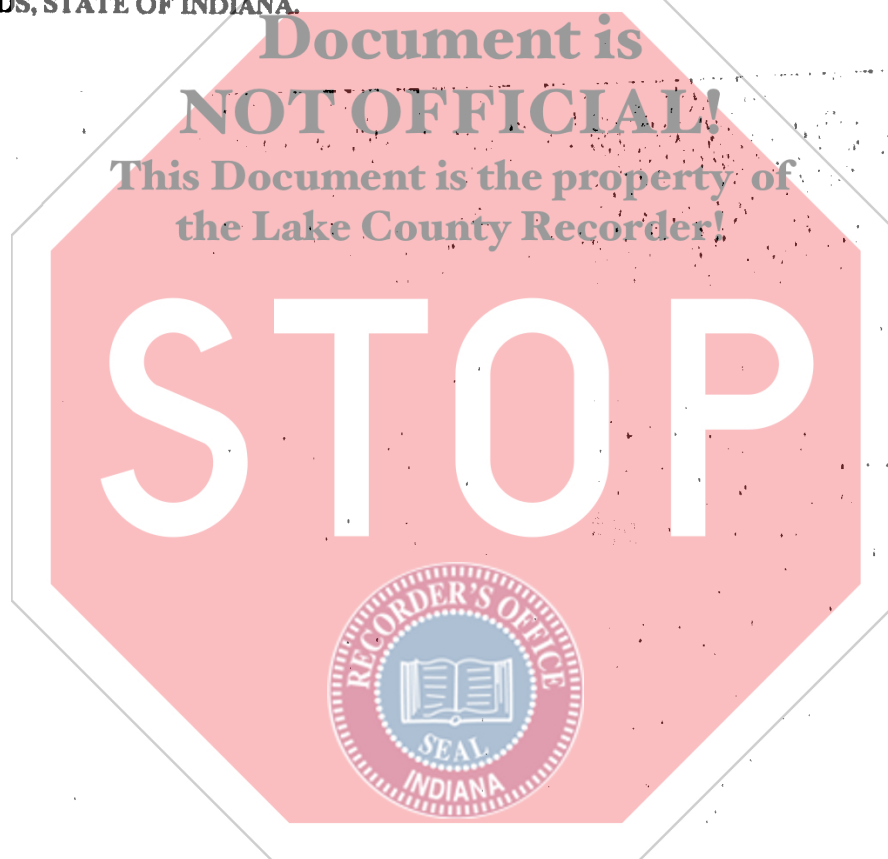 DS, STATE OF INDIANA.
Document is
NOT OFFICIAL!
This Document is the property of
the Lake County Recorder!
STOP
RECORDER'S OFFICE
SEAL
INDIANA